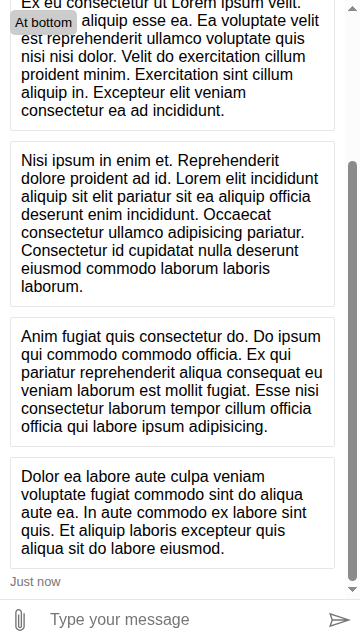 Ex eu consectetur ut Lorem ipsum velit.
At bottom
aliquip esse ea. Ea voluptate velit
est reprehenderit ullamco voluptate quis
nisi nisi dolor. Velit do exercitation cillum
proident minim. Exercitation sint cillum
aliquip in. Excepteur elit veniam
consectetur ea ad incididunt.
Nisi ipsum in enim et. Reprehenderit
dolore proident ad id. Lorem elit incididunt
aliquip sit elit pariatur sit ea aliquip officia
deserunt enim incididunt. Occaecat
consectetur ullamco adipisicing pariatur.
Consectetur id cupidatat nulla deserunt
eiusmod commodo laborum laboris
laborum.
Anim fugiat quis consectetur do. Do ipsum
qui commodo commodo officia. Ex qui
pariatur reprehenderit aliqua consequat eu
veniam laborum est mollit fugiat. Esse nisi
consectetur laborum tempor cillum officia
officia qui labore ipsum adipisicing.
Dolor ea labore aute culpa veniam
voluptate fugiat commodo sint do aliqua
aute ea. In aute commodo ex labore sint
quis. Et aliquip laboris excepteur quis
aliqua sit do labore eiusmod.
Just now
Type your message